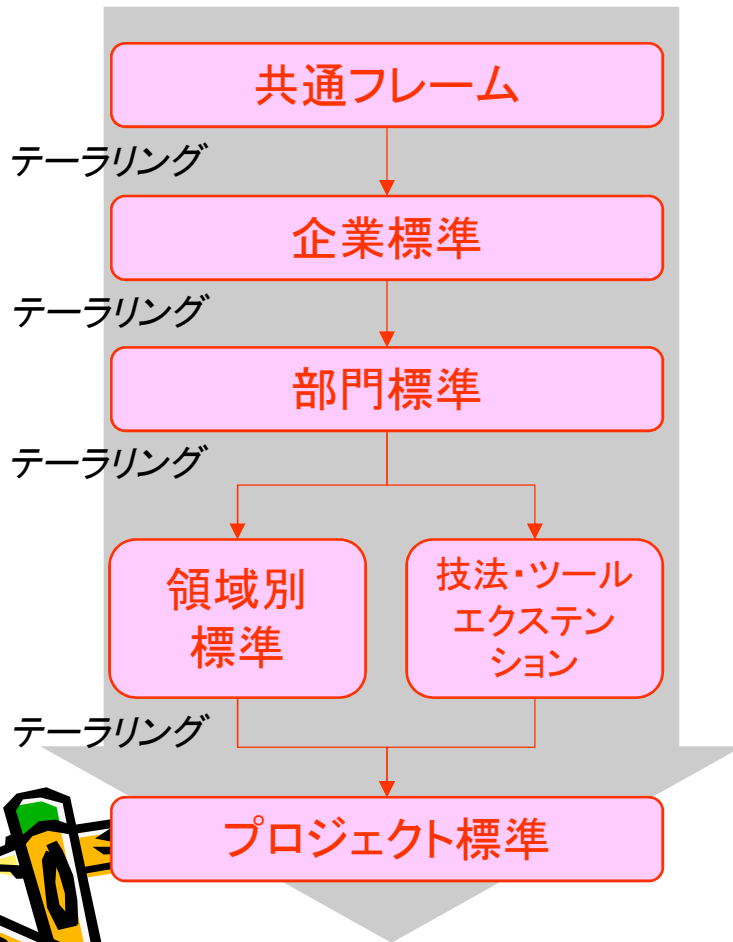 共通フレーム
テーラリング
企業標準
テーラリング
部門標準
テーラリング
領域別
標準
技法・ツール
エクステン
ション
テーラリング
プロジェクト標準